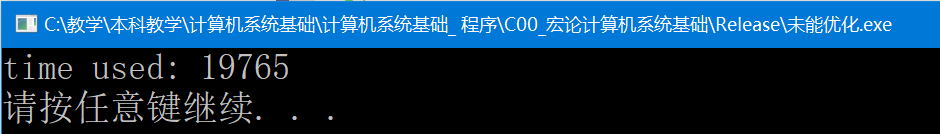 C:\教学\本科教学\计算机系统基础\计算机系统基础_ 程序\C00_宏论计算机系统基础\Release\未能优化.exe
time used: 19765
请按任意键继续. . .